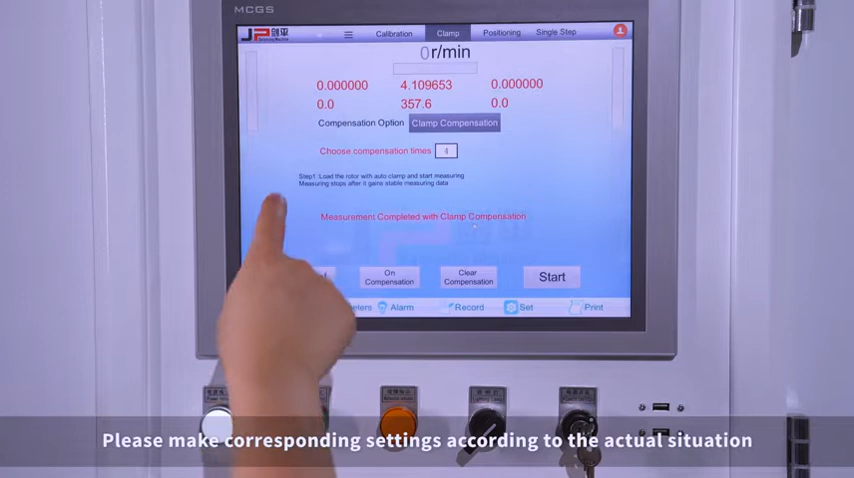 MCGS
JP 剑平
Calibration Clamp Positioning Single Step
0r/min
0.000000 4.109653 0.000000
0.0 357.6 0.0
Compensation Option Clamp Compensation
Choose compensation times 4
Step1: Load the rotor with auto clamp and start measuring
Measuring stops after it gains stable measuring data
Measurement Completed with Clamp Compensation
On Compensation
Clear Compensation
Start
Alarm Record Set Print
Please make corresponding settings according to the actual situation